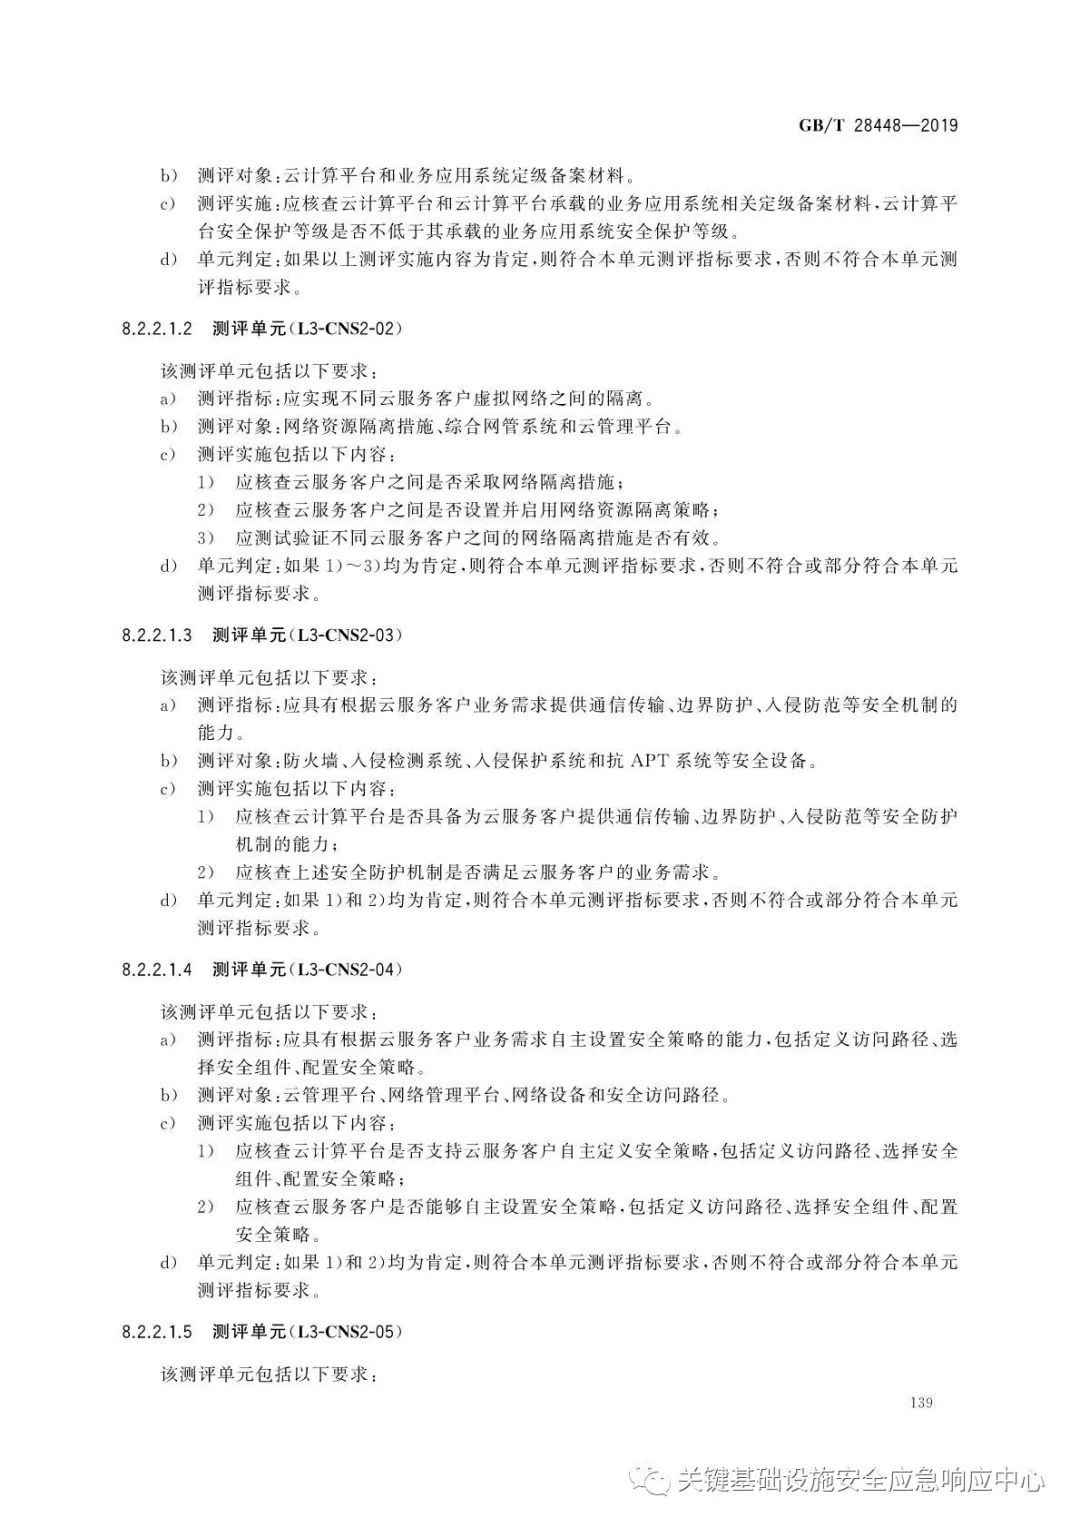 GB/T 28448—2019
b) 测评对象:云计算平台和业务应用系统定级备案材料。
c) 测评实施:应核查云计算平台和云计算平台承载的业务应用系统相关定级备案材料,云计算平
台安全保护等级是否不低于其承载的业务应用系统安全保护等级。
d) 单元判定:如果以上测评实施内容为肯定,则符合本单元测评指标要求,否则不符合本单元测
评指标要求。
8.2.2.1.2 测评单元(L3-CNS2-02)
该测评单元包括以下要求:
a) 测评指标:应实现不同云服务客户虚拟网络之间的隔离。
b) 测评对象:网络资源隔离措施、综合网管系统和云管理平台。
c) 测评实施包括以下内容:
1) 应核查云服务客户之间是否采取网络隔离措施;
2) 应核查云服务客户之间是否设置并启用网络资源隔离策略;
3) 应测试验证不同云服务客户之间的网络隔离措施是否有效。
d) 单元判定:如果1)~3)均为肯定,则符合本单元测评指标要求,否则不符合或部分符合本单元
测评指标要求。
8.2.2.1.3 测评单元(L3-CNS2-03)
该测评单元包括以下要求:
a) 测评指标:应具有根据云服务客户业务需求提供通信传输、边界防护、入侵防范等安全机制的
能力。
b) 测评对象:防火墙、入侵检测系统、入侵保护系统和抗 APT 系统等安全设备。
c) 测评实施包括以下内容:
1) 应核查云计算平台是否具备为云服务客户提供通信传输、边界防护、入侵防范等安全防护
机制的能力;
2) 应核查上述安全防护机制是否满足云服务客户的业务需求。
d) 单元判定:如果1)和2)均为肯定,则符合本单元测评指标要求,否则不符合或部分符合本单元
测评指标要求。
8.2.2.1.4 测评单元(L3-CNS2-04)
该测评单元包括以下要求:
a) 测评指标:应具有根据云服务客户业务需求自主设置安全策略的能力,包括定义访问路径、选
择安全组件、配置安全策略。
b) 测评对象:云管理平台、网络管理平台、网络设备和安全访问路径。
c) 测评实施包括以下内容:
1) 应核查云计算平台是否支持云服务客户自主定义安全策略,包括定义访问路径、选择安全
组件、配置安全策略;
2) 应核查云服务客户是否能够自主设置安全策略,包括定义访问路径、选择安全组件、配置
安全策略。
d) 单元判定:如果1)和2)均为肯定,则符合本单元测评指标要求,否则不符合或部分符合本单元
测评指标要求。
8.2.2.1.5 测评单元(L3-CNS2-05)
该测评单元包括以下要求:
139
关键基础设施安全应急响应中心